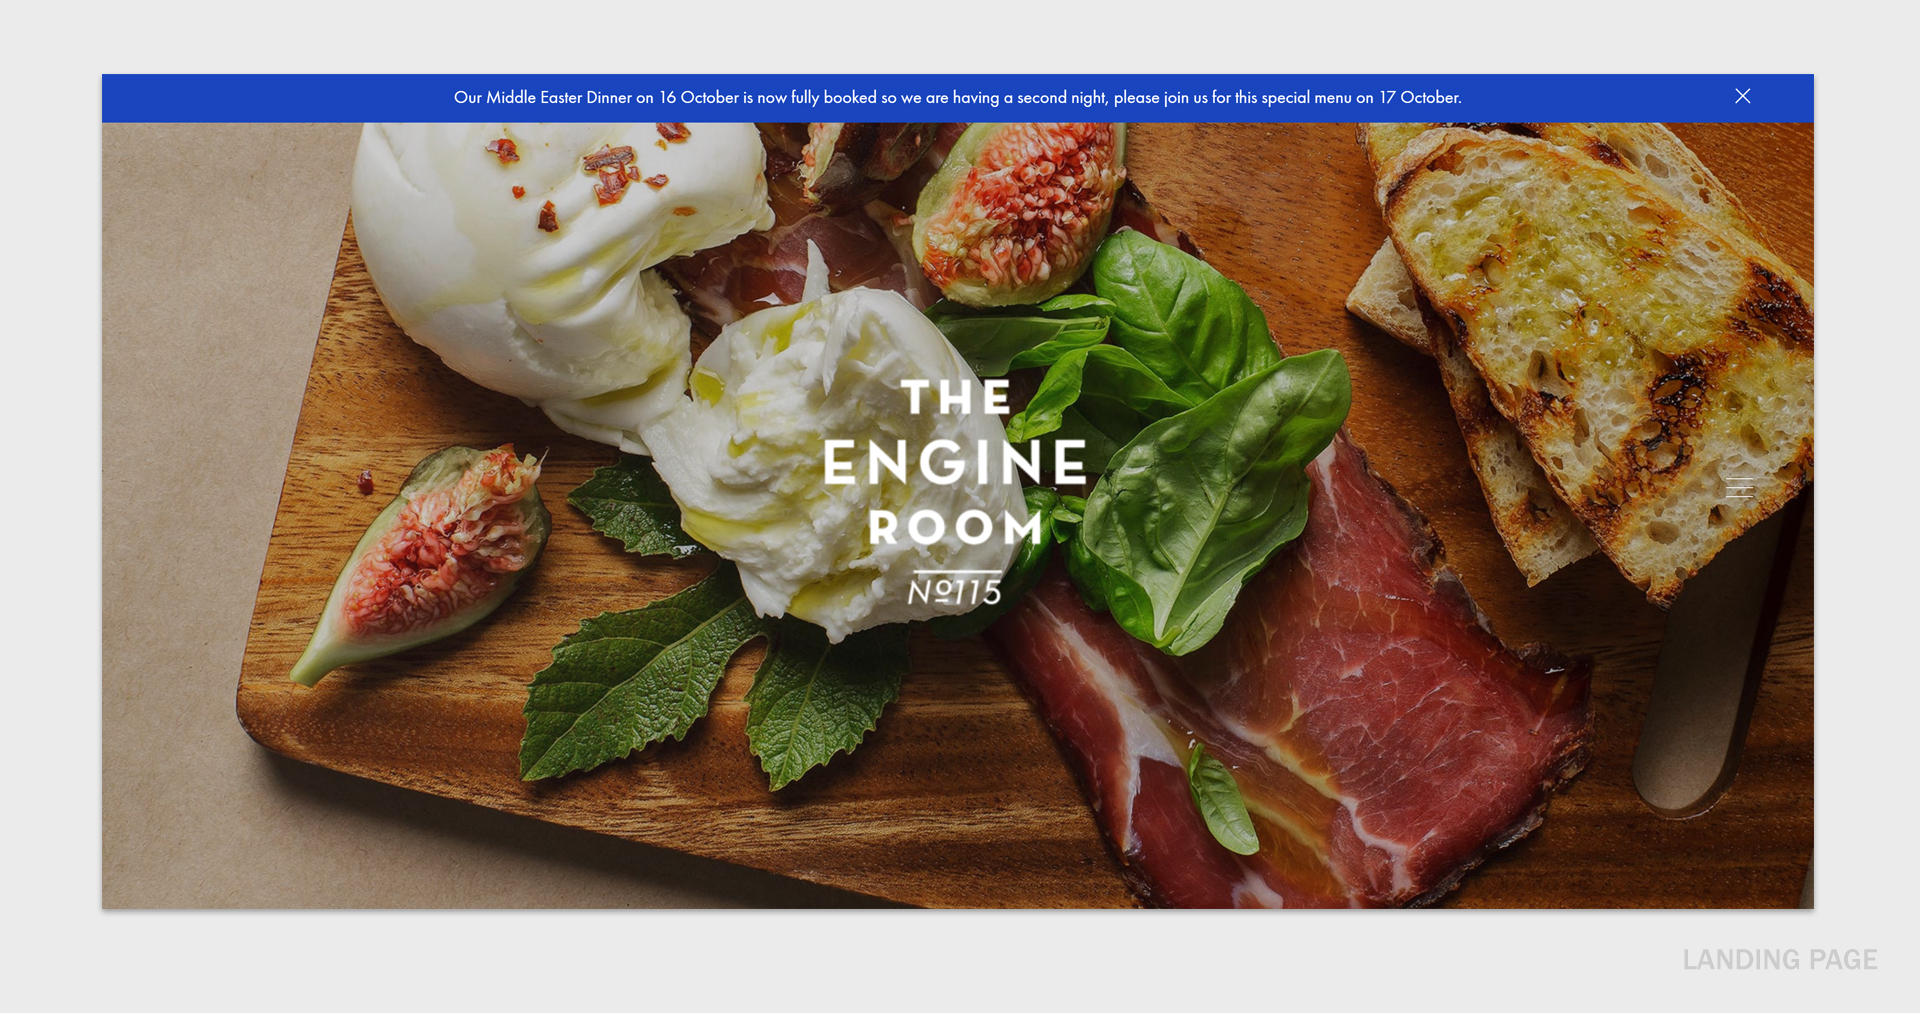 Our Middle Easter Dinner on 16 October is now fully booked so we are having a second night, please join us for this special menu on 17 October.
THE
ENGINE
ROOM
Nº115
LANDING PAGE